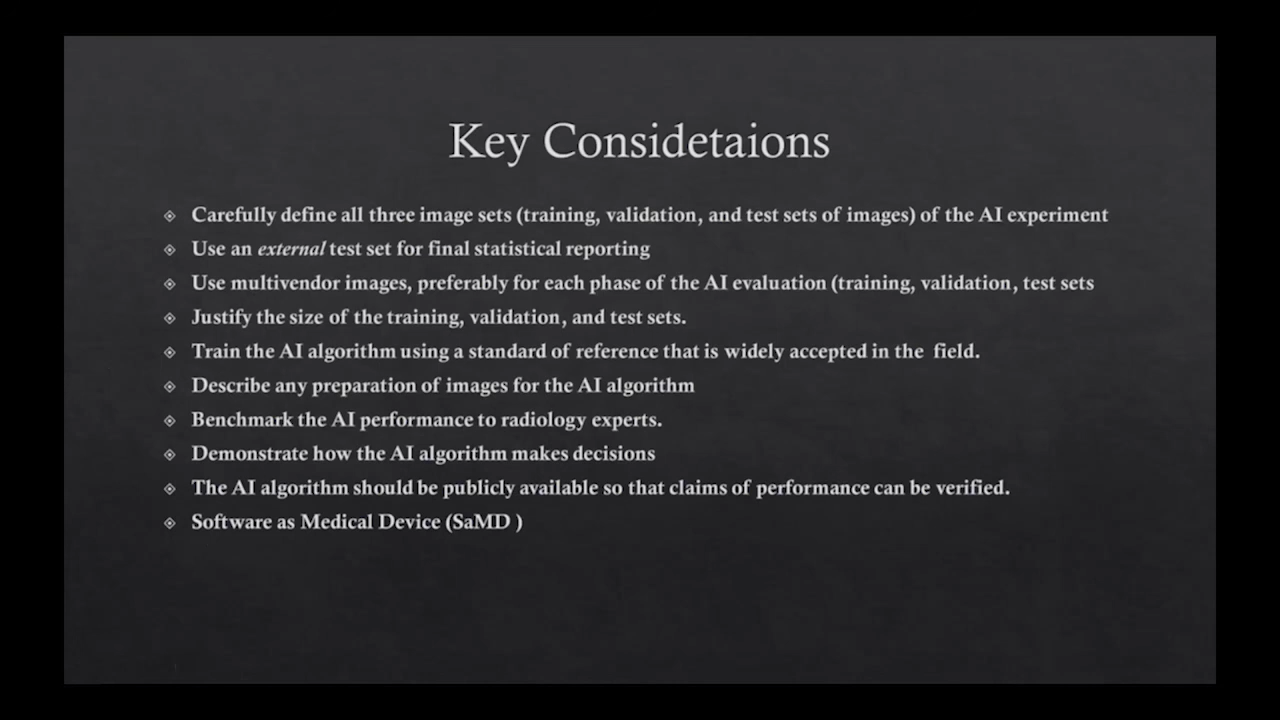 Key Considetaions
Carefully define all three image sets (training, validation, and test sets of images) of the AI experiment
Use an external test set for final statistical reporting
Use multivendor images, preferably for each phase of the AI evaluation (training, validation, test sets
Justify the size of the training, validation, and test sets.
Train the AI algorithm using a standard of reference that is widely accepted in the  field.
Describe any preparation of images for the AI algorithm
Benchmark the AI performance to radiology experts.
Demonstrate how the AI algorithm makes decisions
The AI algorithm should be publicly available so that claims of performance can be verified.
Software as Medical Device (SaMD )